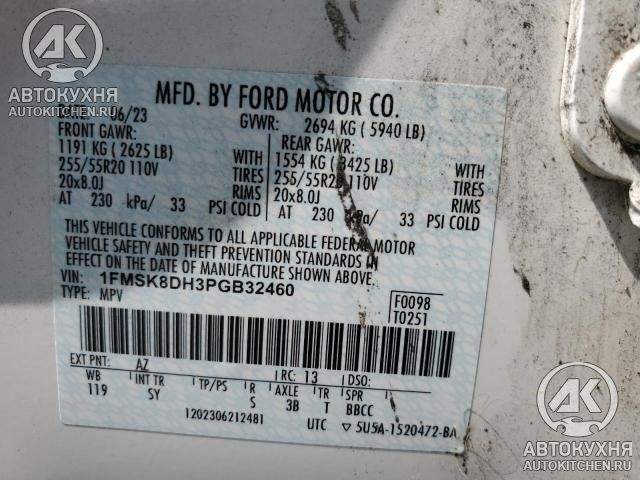 АВТОКУХНЯ
AUTOKITCHEN.RU
MFD. BY FORD MOTOR CO.
06/23 GVWR: 2694 KG ( 5940 LB)
FRONT GAWR: REAR GAWR:
1191 KG ( 2625 LB) WITH 1554 KG ( 3425 LB) WITH
255/55R20 110V TIRES 255/55R20 110V TIRES
20x8.0J RIMS 20x8.0J RIMS
AT 230 kPa/ 33 PSI COLD AT 230 kPa/ 33 PSI COLD
THIS VEHICLE CONFORMS TO ALL APPLICABLE FEDERAL MOTOR
VEHICLE SAFETY AND THEFT PREVENTION STANDARDS IN
EFFECT ON THE DATE OF MANUFACTURE SHOWN ABOVE.
VIN: 1FMSK8DH3PGB32460
TYPE: MPV
F0098
T0251
EXT PNT: AZ RC: 13 DSO:
WB INT TR TP/PS R AXLE TR SPR
119 SY S 3B T BBCC
1202306212481 UTC ▽5U5A-1520472-BA
AK
АВТОКУХНЯ
AUTOKITCHEN.RU